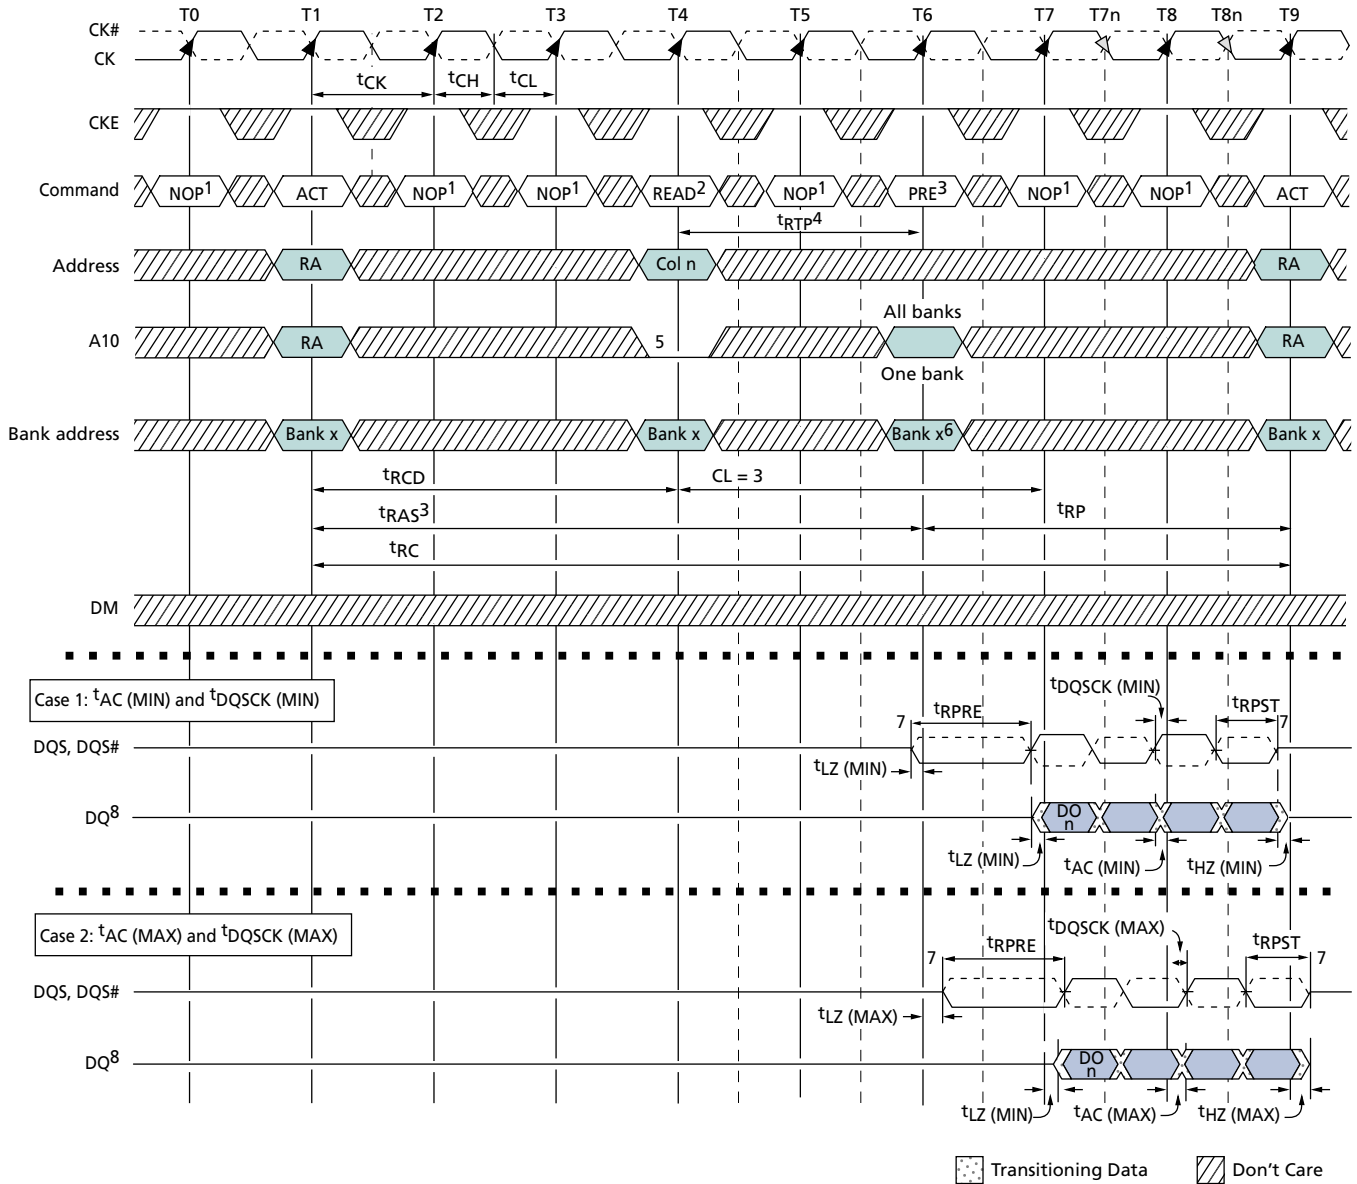 T0 T1 T2 T3 T4 T5 T6 T7 T7n T8 T8n T9
CK#
CK
tCK tCH tCL
CKE
Command NOP1 ACT NOP1 NOP1 READ2 NOP1 PRE3 NOP1 NOP1 ACT
tRTP4
Address RA Col n RA
All banks
A10 RA 5 RA
One bank
Bank address Bank x Bank x Bank x6 Bank x
tRCD CL = 3
tRAS3 tRP
tRC
DM
Case 1: tAC (MIN) and tDQSCK (MIN)
tDQSCK (MIN)
7 tRPRE tRPST 7
DQS, DQS#
tLZ (MIN)
DQ8 DO
n
tLZ (MIN) tAC (MIN) tHZ (MIN)
Case 2: tAC (MAX) and tDQSCK (MAX)
tDQSCK (MAX)
7 tRPRE tRPST 7
DQS, DQS#
tLZ (MAX)
DQ8 DO
n
tLZ (MIN) tAC (MAX) tHZ (MAX)
Transitioning Data Don't Care